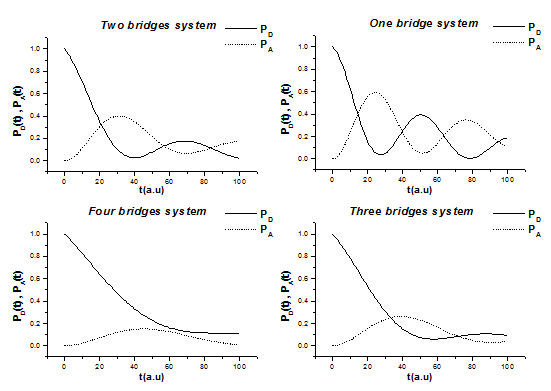 Two bridges system
P_D
P_A
1.0
0.8
0.6
0.4
0.2
0.0
P_D(t) , P_A(t)
0 20 40 60 80 100
t(a.u)
One bridge system
P_D
P_A
1.0
0.8
0.6
0.4
0.2
0.0
P_D(t) , P_A(t)
0 20 40 60 80 100
t(a.u)
Four bridges system
P_D
P_A
1.0
0.8
0.6
0.4
0.2
0.0
P_D(t) , P_A(t)
0 20 40 60 80 100
t(a.u)
Three bridges system
P_D
P_A
1.0
0.8
0.6
0.4
0.2
0.0
P_D(t) , P_A(t)
0 20 40 60 80 100
t(a.u)